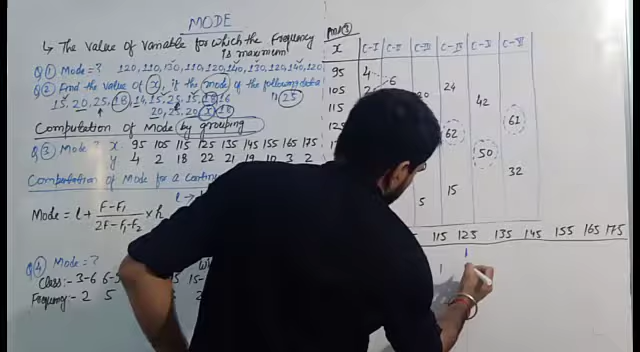 MODE
↳ The value of variable for which the Frequency
is maximum
Q① Mode=? 120, 110, 130, 110, 120, 140, 130, 120, 140, 120
Q② Find the value of x, if the mode of the following data
is 25
15, 20, 25, 18, 14, 15, 25, 15, 18, 16
20, 25, 20, x, 18
Computation of Mode by grouping
Q③ Mode? x: 95 105 115 125 135 145 155 165 175
y 4 2 18 22 21 19 10 3 2
Computation of Mode for a Continu
l →
Mode = l + F-F₁ / 2F-F₁-F₂ × h
Q④ Mode=?
Class:- 3-6 6- 15-
Frequency:- 2 5
Ans③
x C-I C-II C-III C-IV C-V C-VI
95 4
6
105 24
115 42
125 61
62
50
32
15
5
115 125 135 145 155 165 175
1